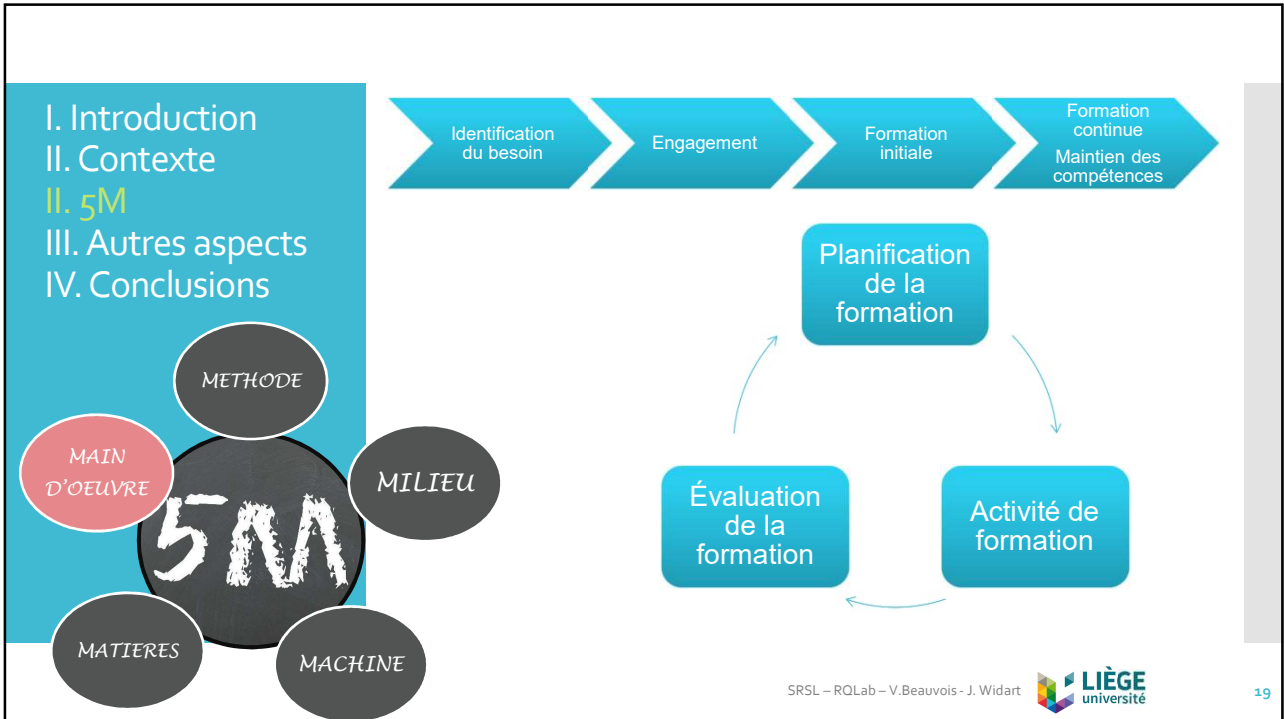 I. Introduction
II. Contexte
II. 5M
III. Autres aspects
IV. Conclusions
Identification
du besoin
Engagement
Formation
initiale
Formation
continue
Maintien des
compétences
Planification
de la
formation
Activité de
formation
Évaluation
de la
formation
METHODE
MAIN
D'OEUVRE
MILIEU
5M
MATIERES
MACHINE
SRSL – RQLab – V.Beauvois - J. Widart
LIÈGE
université
19